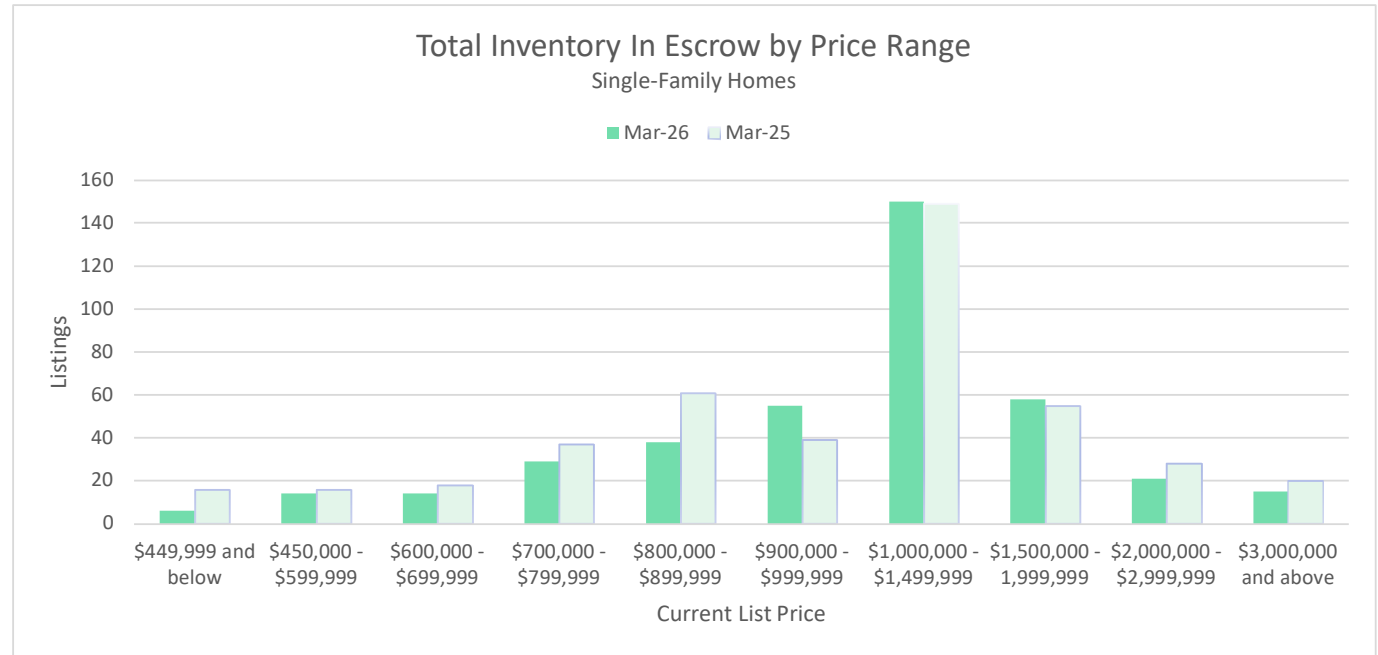 Total Inventory In Escrow by Price Range
Single-Family Homes
Mar-26 Mar-25
160
140
120
100
80
60
40
20
0
Listings
$449,999 and below
$450,000 - $599,999
$600,000 - $699,999
$700,000 - $799,999
$800,000 - $899,999
$900,000 - $999,999
$1,000,000 - $1,499,999
$1,500,000 - 1,999,999
$2,000,000 - $2,999,999
$3,000,000 and above
Current List Price